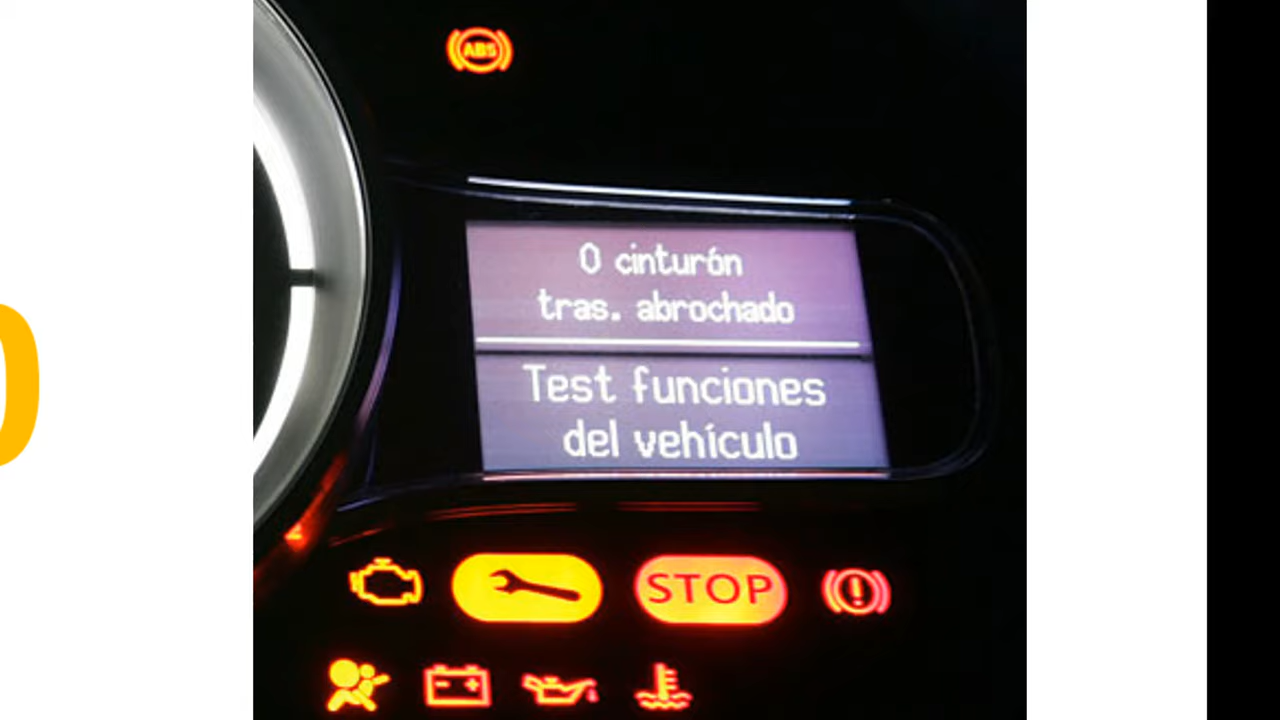 ABS
0 cinturón
tras. abrochado
Test funciones
del vehículo
STOP